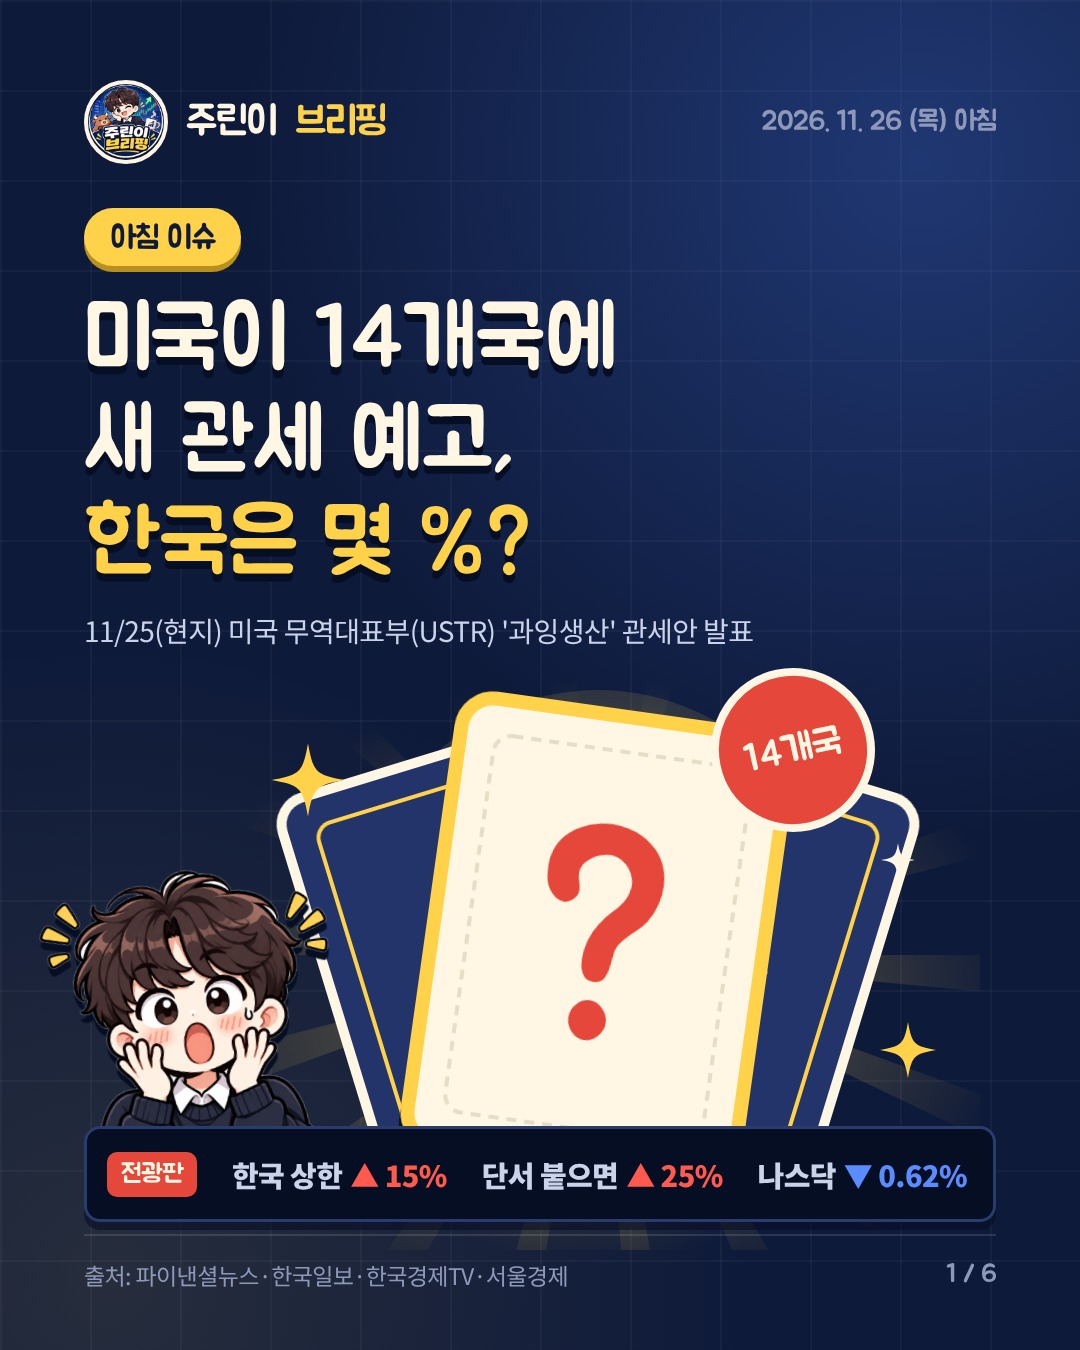 주린이 브리핑
주린이 브리핑
2026. 11. 26 (목) 아침
아침 이슈
미국이 14개국에
새 관세 예고,
한국은 몇 %?
11/25(현지) 미국 무역대표부(USTR) '과잉생산' 관세안 발표
14개국
?
전광판 한국 상한 ▲ 15% 단서 붙으면 ▲ 25% 나스닥 ▼ 0.62%
출처: 파이낸셜뉴스·한국일보·한국경제TV·서울경제
1 / 6